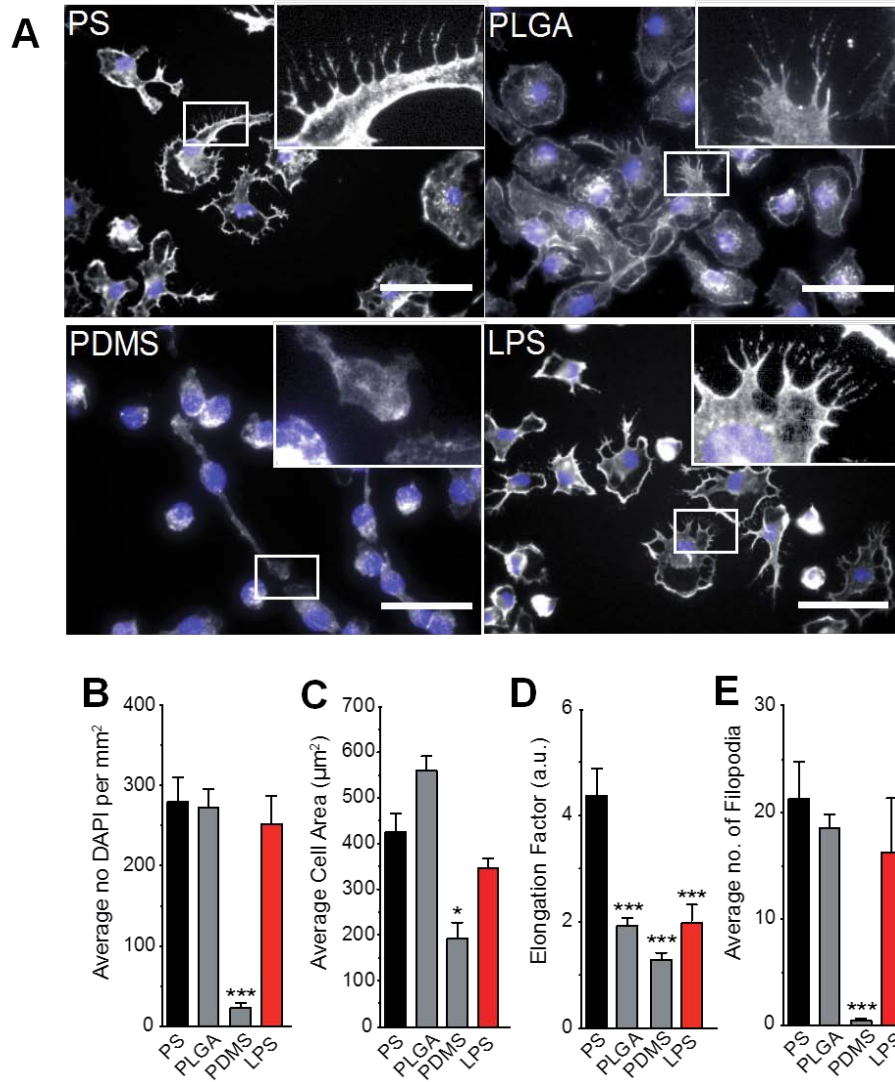 A
PS
PLGA
PDMS
LPS
B
Average no DAPI per mm²
400
300
200
100
0
***
PS
PLGA
PDMS
LPS
C
Average Cell Area (µm²)
700
600
500
400
300
200
100
0
*
PS
PLGA
PDMS
LPS
D
Elongation Factor (a.u.)
6
4
2
0
***
***
***
PS
PLGA
PDMS
LPS
E
Average no. of Filopodia
30
20
10
0
***
PS
PLGA
PDMS
LPS